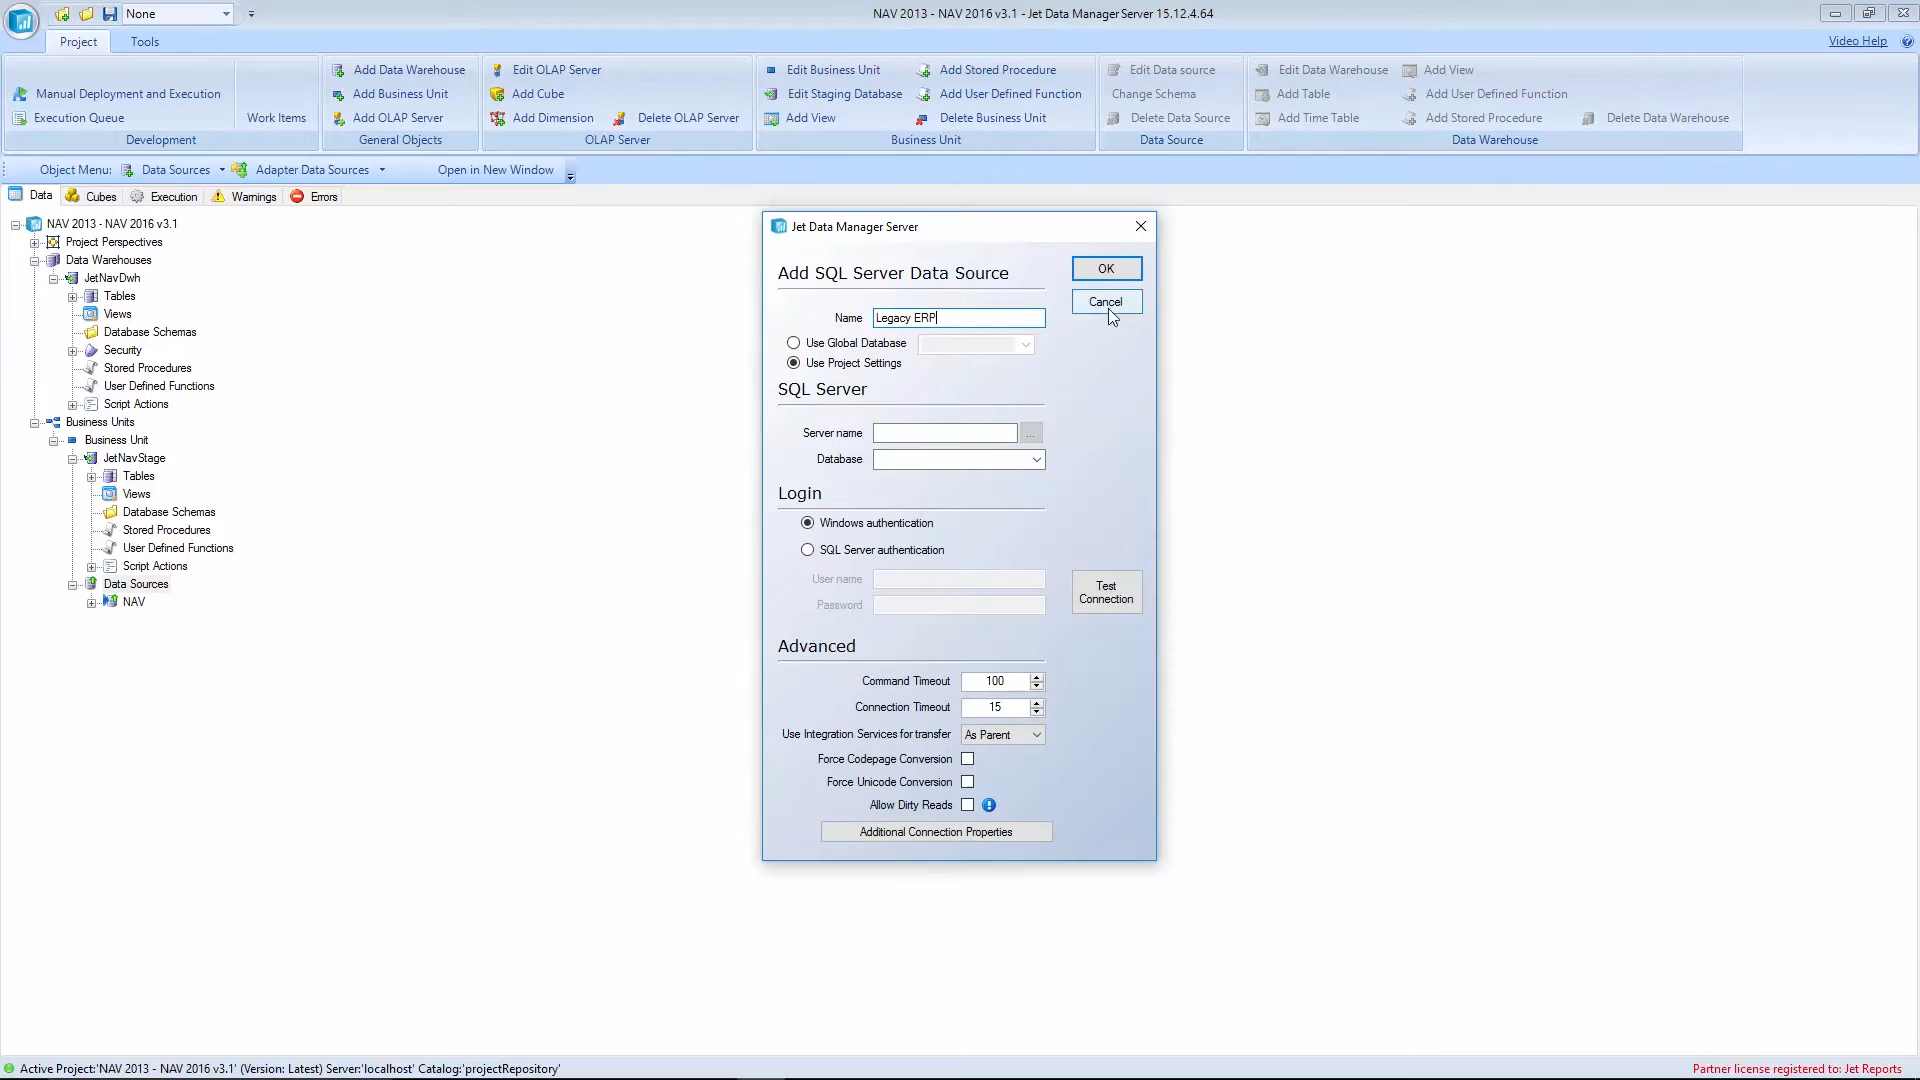 None
NAV 2013 - NAV 2016 v3.1 - Jet Data Manager Server 15.12.4.64
Project Tools Video Help
Manual Deployment and Execution
Execution Queue
Work Items
Development
Add Data Warehouse
Add Business Unit
Add OLAP Server
General Objects
Edit OLAP Server
Add Cube
Add Dimension Delete OLAP Server
OLAP Server
Edit Business Unit Add Stored Procedure
Edit Staging Database Add User Defined Function
Add View Delete Business Unit
Business Unit
Edit Data source
Change Schema
Delete Data Source
Data Source
Edit Data Warehouse Add View
Add Table Add User Defined Function
Add Time Table Add Stored Procedure Delete Data Warehouse
Data Warehouse
Object Menu: Data Sources Adapter Data Sources Open in New Window
Data Cubes Execution Warnings Errors
NAV 2013 - NAV 2016 v3.1
Project Perspectives
Data Warehouses
JetNavDwh
Tables
Views
Database Schemas
Security
Stored Procedures
User Defined Functions
Script Actions
Business Units
Business Unit
JetNavStage
Tables
Views
Database Schemas
Stored Procedures
User Defined Functions
Script Actions
Data Sources
NAV
Jet Data Manager Server
Add SQL Server Data Source
OK
Cancel
Name Legacy ERP
Use Global Database
Use Project Settings
SQL Server
Server name ...
Database
Login
Windows authentication
SQL Server authentication
User name
Password
Test
Connection
Advanced
Command Timeout 100
Connection Timeout 15
Use Integration Services for transfer As Parent
Force Codepage Conversion
Force Unicode Conversion
Allow Dirty Reads
Additional Connection Properties
Active Project:'NAV 2013 - NAV 2016 v3.1' (Version: Latest) Server:'localhost' Catalog:'projectRepository'
Partner license registered to: Jet Reports